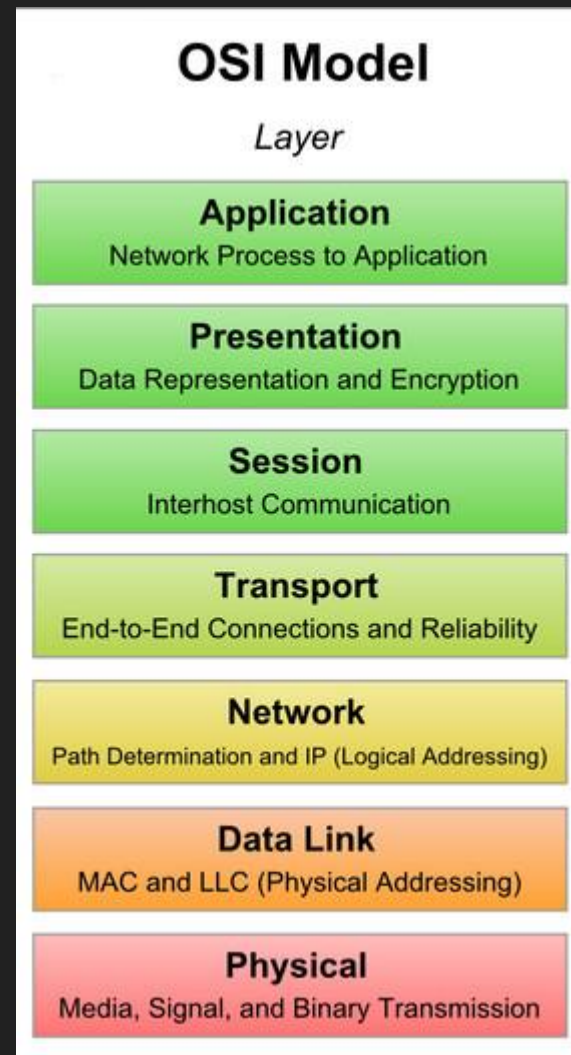 OSI Model
Layer
Application
Network Process to Application
Presentation
Data Representation and Encryption
Session
Interhost Communication
Transport
End-to-End Connections and Reliability
Network
Path Determination and IP (Logical Addressing)
Data Link
MAC and LLC (Physical Addressing)
Physical
Media, Signal, and Binary Transmission